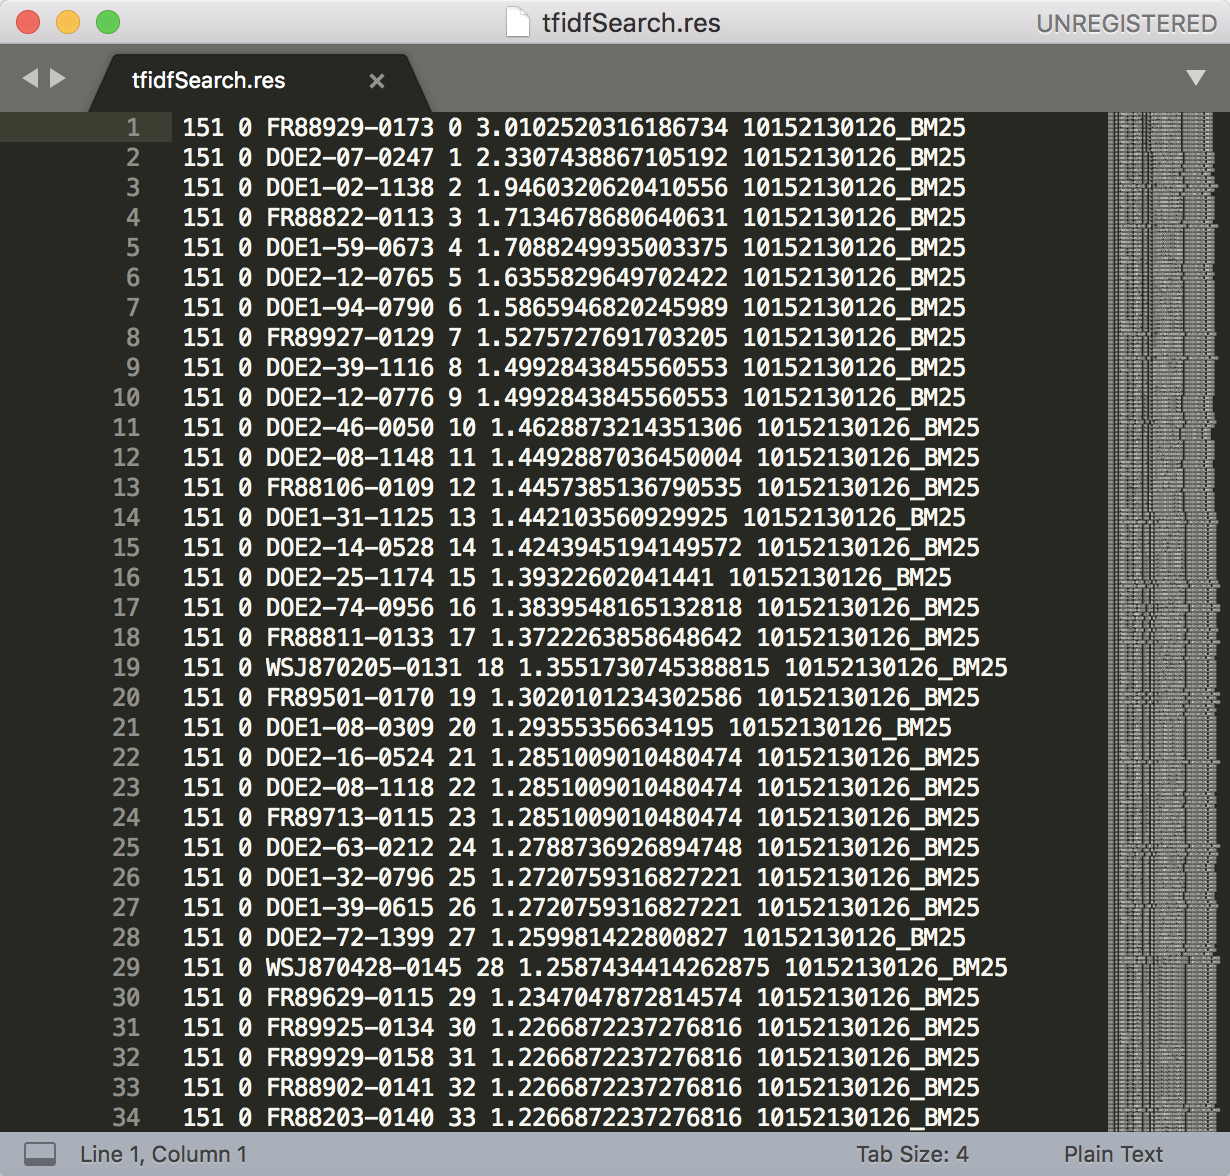 tfidfSearch.res
UNREGISTERED
tfidfSearch.res ×
1 151 0 FR88929-0173 0 3.0102520316186734 10152130126_BM25
2 151 0 DOE2-07-0247 1 2.3307438867105192 10152130126_BM25
3 151 0 DOE1-02-1138 2 1.9460320620410556 10152130126_BM25
4 151 0 FR88822-0113 3 1.7134678680640631 10152130126_BM25
5 151 0 DOE1-59-0673 4 1.7088249935003375 10152130126_BM25
6 151 0 DOE2-12-0765 5 1.6355829649702422 10152130126_BM25
7 151 0 DOE1-94-0790 6 1.5865946820245989 10152130126_BM25
8 151 0 FR89927-0129 7 1.5275727691703205 10152130126_BM25
9 151 0 DOE2-39-1116 8 1.4992843845560553 10152130126_BM25
10 151 0 DOE2-12-0776 9 1.4992843845560553 10152130126_BM25
11 151 0 DOE2-46-0050 10 1.4628873214351306 10152130126_BM25
12 151 0 DOE2-08-1148 11 1.4492887036450004 10152130126_BM25
13 151 0 FR88106-0109 12 1.4457385136790535 10152130126_BM25
14 151 0 DOE1-31-1125 13 1.442103560929925 10152130126_BM25
15 151 0 DOE2-14-0528 14 1.4243945194149572 10152130126_BM25
16 151 0 DOE2-25-1174 15 1.39322602041441 10152130126_BM25
17 151 0 DOE2-74-0956 16 1.3839548165132818 10152130126_BM25
18 151 0 FR88811-0133 17 1.3722263858648642 10152130126_BM25
19 151 0 WSJ870205-0131 18 1.3551730745388815 10152130126_BM25
20 151 0 FR89501-0170 19 1.3020101234302586 10152130126_BM25
21 151 0 DOE1-08-0309 20 1.29355356634195 10152130126_BM25
22 151 0 DOE2-16-0524 21 1.2851009010480474 10152130126_BM25
23 151 0 DOE2-08-1118 22 1.2851009010480474 10152130126_BM25
24 151 0 FR89713-0115 23 1.2851009010480474 10152130126_BM25
25 151 0 DOE2-63-0212 24 1.2788736926894748 10152130126_BM25
26 151 0 DOE1-32-0796 25 1.2720759316827221 10152130126_BM25
27 151 0 DOE1-39-0615 26 1.2720759316827221 10152130126_BM25
28 151 0 DOE2-72-1399 27 1.259981422800827 10152130126_BM25
29 151 0 WSJ870428-0145 28 1.2587434414262875 10152130126_BM25
30 151 0 FR89629-0115 29 1.2347047872814574 10152130126_BM25
31 151 0 FR89925-0134 30 1.2266872237276816 10152130126_BM25
32 151 0 FR89929-0158 31 1.2266872237276816 10152130126_BM25
33 151 0 FR88902-0141 32 1.2266872237276816 10152130126_BM25
34 151 0 FR88203-0140 33 1.2266872237276816 10152130126_BM25
Line 1, Column 1
Tab Size: 4
Plain Text